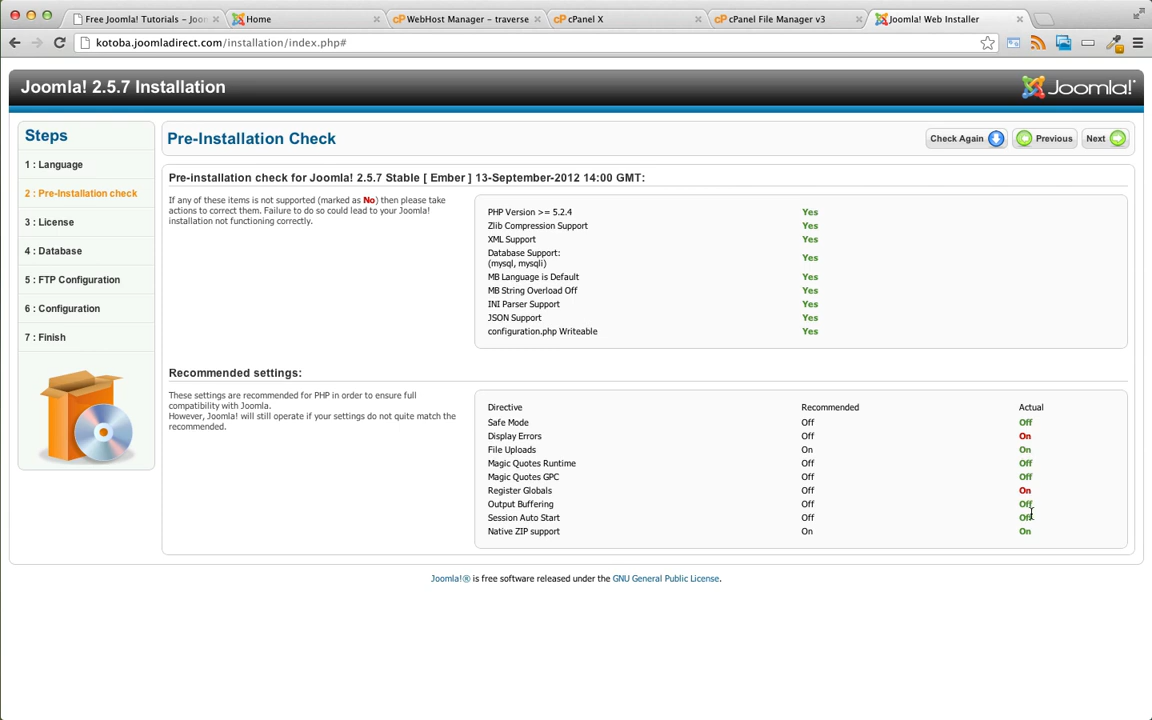 Free Joomla! Tutorials - Joon
Home
WebHost Manager - traverse
cPanel X
cPanel File Manager v3
Joomla! Web Installer
kotoba.joomladirect.com/installation/index.php#
Joomla! 2.5.7 Installation
Joomla!®
Steps
1 : Language
2 : Pre-Installation check
3 : License
4 : Database
5 : FTP Configuration
6 : Configuration
7 : Finish
Pre-Installation Check
Check Again
Previous
Next
Pre-installation check for Joomla! 2.5.7 Stable [ Ember ] 13-September-2012 14:00 GMT:
If any of these items is not supported (marked as No) then please take
actions to correct them. Failure to do so could lead to your Joomla!
installation not functioning correctly.
PHP Version >= 5.2.4 Yes
Zlib Compression Support Yes
XML Support Yes
Database Support:
(mysql, mysqli) Yes
MB Language is Default Yes
MB String Overload Off Yes
INI Parser Support Yes
JSON Support Yes
configuration.php Writeable Yes
Recommended settings:
These settings are recommended for PHP in order to ensure full
compatibility with Joomla.
However, Joomla! will still operate if your settings do not quite match the
recommended.
Directive Recommended Actual
Safe Mode Off Off
Display Errors Off On
File Uploads On On
Magic Quotes Runtime Off Off
Magic Quotes GPC Off Off
Register Globals Off On
Output Buffering Off Off
Session Auto Start Off Off
Native ZIP support On On
Joomla!® is free software released under the GNU General Public License.